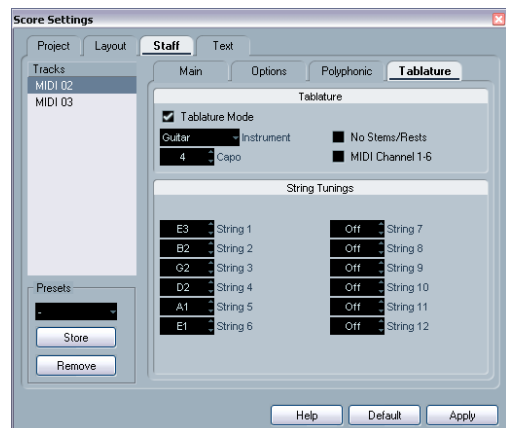 Score Settings
Project Layout Staff Text
Tracks
MIDI 02
MIDI 03
Main Options Polyphonic Tablature
Tablature
Tablature Mode
Guitar Instrument No Stems/Rests
4 Capo MIDI Channel 1-6
String Tunings
E3 String 1 Off String 7
B2 String 2 Off String 8
G2 String 3 Off String 9
D2 String 4 Off String 10
A1 String 5 Off String 11
E1 String 6 Off String 12
Presets
-
Store
Remove
Help Default Apply